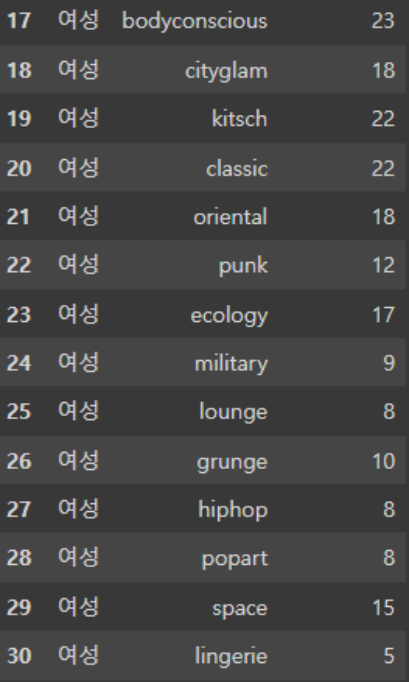 17 여성 bodyconscious 23
18 여성 cityglam 18
19 여성 kitsch 22
20 여성 classic 22
21 여성 oriental 18
22 여성 punk 12
23 여성 ecology 17
24 여성 military 9
25 여성 lounge 8
26 여성 grunge 10
27 여성 hiphop 8
28 여성 popart 8
29 여성 space 15
30 여성 lingerie 5